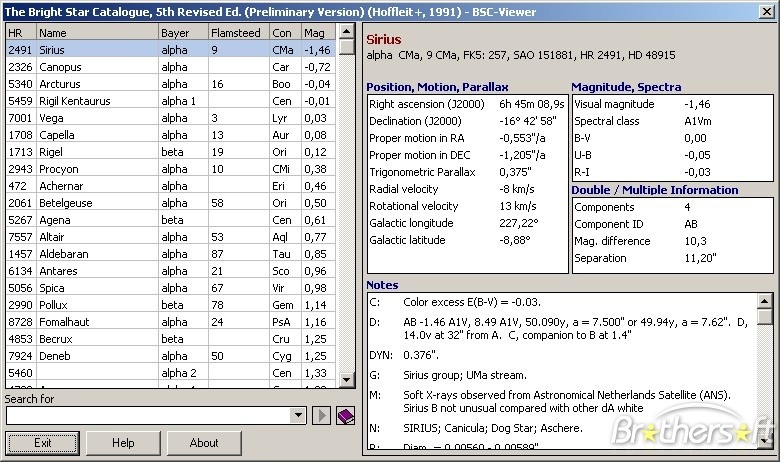 The Bright Star Catalogue, 5th Revised Ed. (Preliminary Version) (Hoffleit+, 1991) - BSC-Viewer
HR Name Bayer Flamsteed Con Mag
2491 Sirius alpha 9 CMa -1,46
2326 Canopus alpha Car -0,72
5340 Arcturus alpha 16 Boo -0,04
5459 Rigil Kentaurus alpha 1 Cen -0,01
7001 Vega alpha 3 Lyr 0,03
1708 Capella alpha 13 Aur 0,08
1713 Rigel beta 19 Ori 0,12
2943 Procyon alpha 10 CMi 0,38
472 Achernar alpha Eri 0,46
2061 Betelgeuse alpha 58 Ori 0,50
5267 Agena beta Cen 0,61
7557 Altair alpha 53 Aql 0,77
1457 Aldebaran alpha 87 Tau 0,85
6134 Antares alpha 21 Sco 0,96
5056 Spica alpha 67 Vir 0,98
2990 Pollux beta 78 Gem 1,14
8728 Fomalhaut alpha 24 PsA 1,16
4853 Becrux beta Cru 1,25
7924 Deneb alpha 50 Cyg 1,25
5460 alpha 2 Cen 1,33
Search for
Exit Help About
Sirius
alpha CMa, 9 CMa, FK5: 257, SAO 151881, HR 2491, HD 48915
Position, Motion, Parallax
Right ascension (J2000) 6h 45m 08,9s
Declination (J2000) -16° 42' 58"
Proper motion in RA -0,553"/a
Proper motion in DEC -1,205"/a
Trigonometric Parallax 0,375"
Radial velocity -8 km/s
Rotational velocity 13 km/s
Galactic longitude 227,22°
Galactic latitude -8,88°
Magnitude, Spectra
Visual magnitude -1,46
Spectral class A1Vm
B-V 0,00
U-B -0,05
R-I -0,03
Double / Multiple Information
Components 4
Component ID AB
Mag. difference 10,3
Separation 11,20"
Notes
C: Color excess E(B-V) = -0.03.
D: AB -1.46 A1V, 8.49 A1V, 50.090y, a = 7.500" or 49.94y, a = 7.62". D,
14.0v at 32" from A. C, companion to B at 1.4"
DYN: 0.376".
G: Sirius group; UMa stream.
M: Soft X-rays observed from Astronomical Netherlands Satellite (ANS).
Sirius B not unusual compared with other dA white
N: SIRIUS; Canicula; Dog Star; Aschere.
R: Diam. = 0.00560 - 0.00589".
Brothersoft